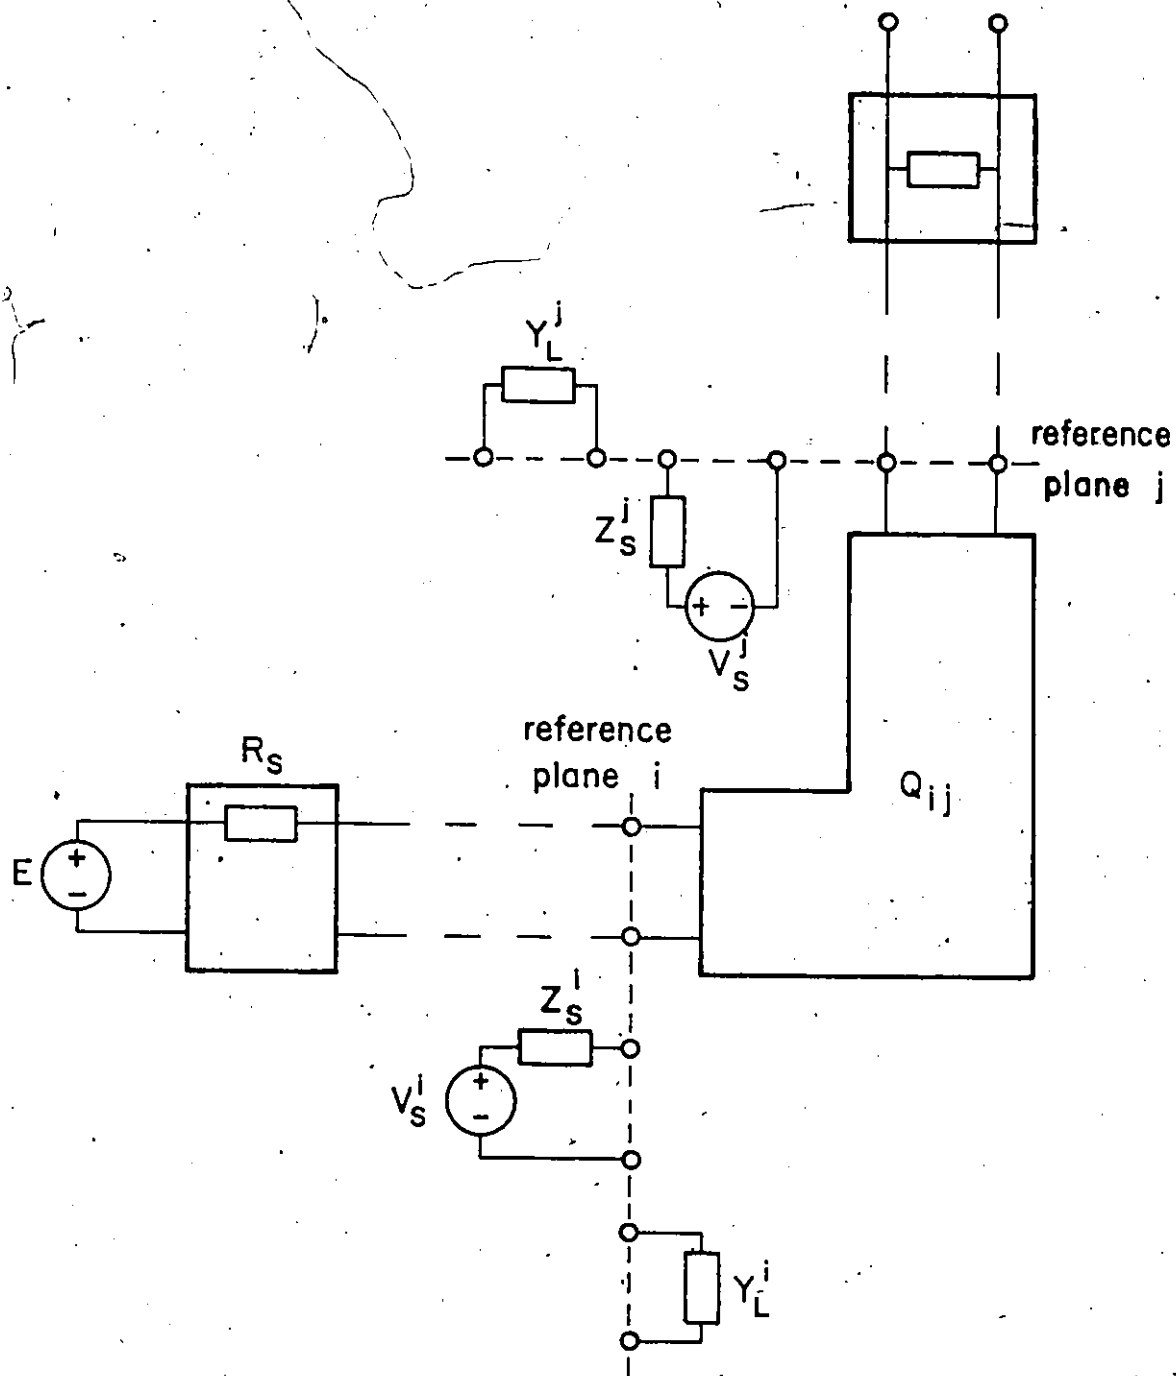 Y_L^j
reference
plane j
Z_S^j
+ −
V_S^j
reference
plane i
R_S
Q_ij
E
+
−
Z_S^i
V_S^i
+
−
Y_L^i